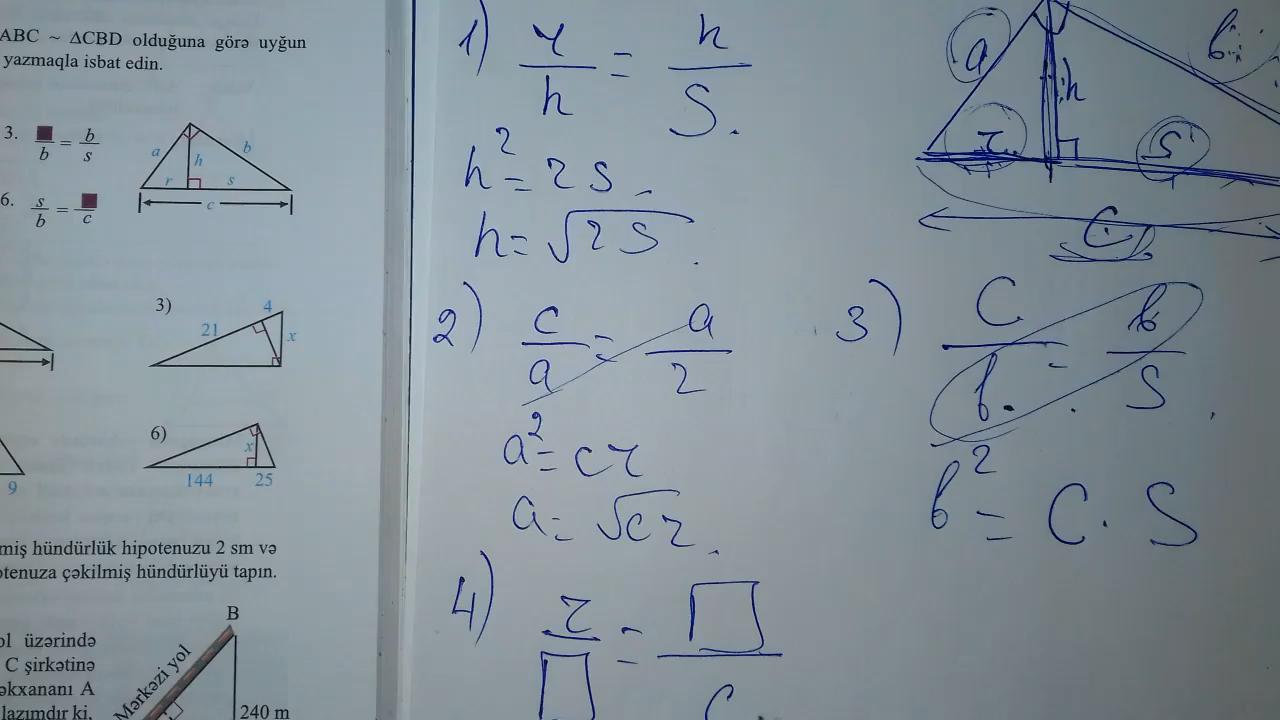 ABC ~ ΔCBD olduğuna görə uyğun
yazmaqla isbat edin.
3. ■/b = b/s
a h b
r s
c
6. s/b = ■/c
3) 21 4 x
6) x
144 25
9
miş hündürlük hipotenuzu 2 sm və
otenuza çəkilmiş hündürlüyü tapın.
B
ol üzərində
C şirkətinə
əkxananı A
lazımdır ki,
Mərkəzi yol
240 m
1) r/h = h/s.
h² = rs.
h = √rs.
2) c/a = a/r
a² = cr
a = √cr.
4) r/□ = □/c
a b
h
r s
c
3) c/b = b/s
b² = c · s